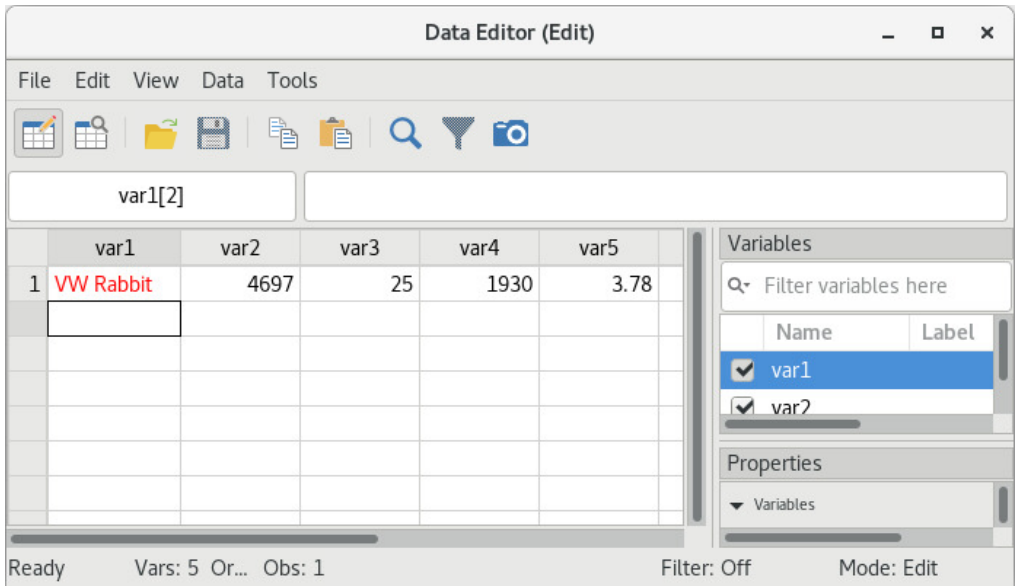 Data Editor (Edit)
File Edit View Data Tools
var1[2]
var1 var2 var3 var4 var5
1 VW Rabbit 4697 25 1930 3.78
Variables
Filter variables here
Name Label
var1
var2
Properties
Variables
Ready Vars: 5 Or... Obs: 1 Filter: Off Mode: Edit